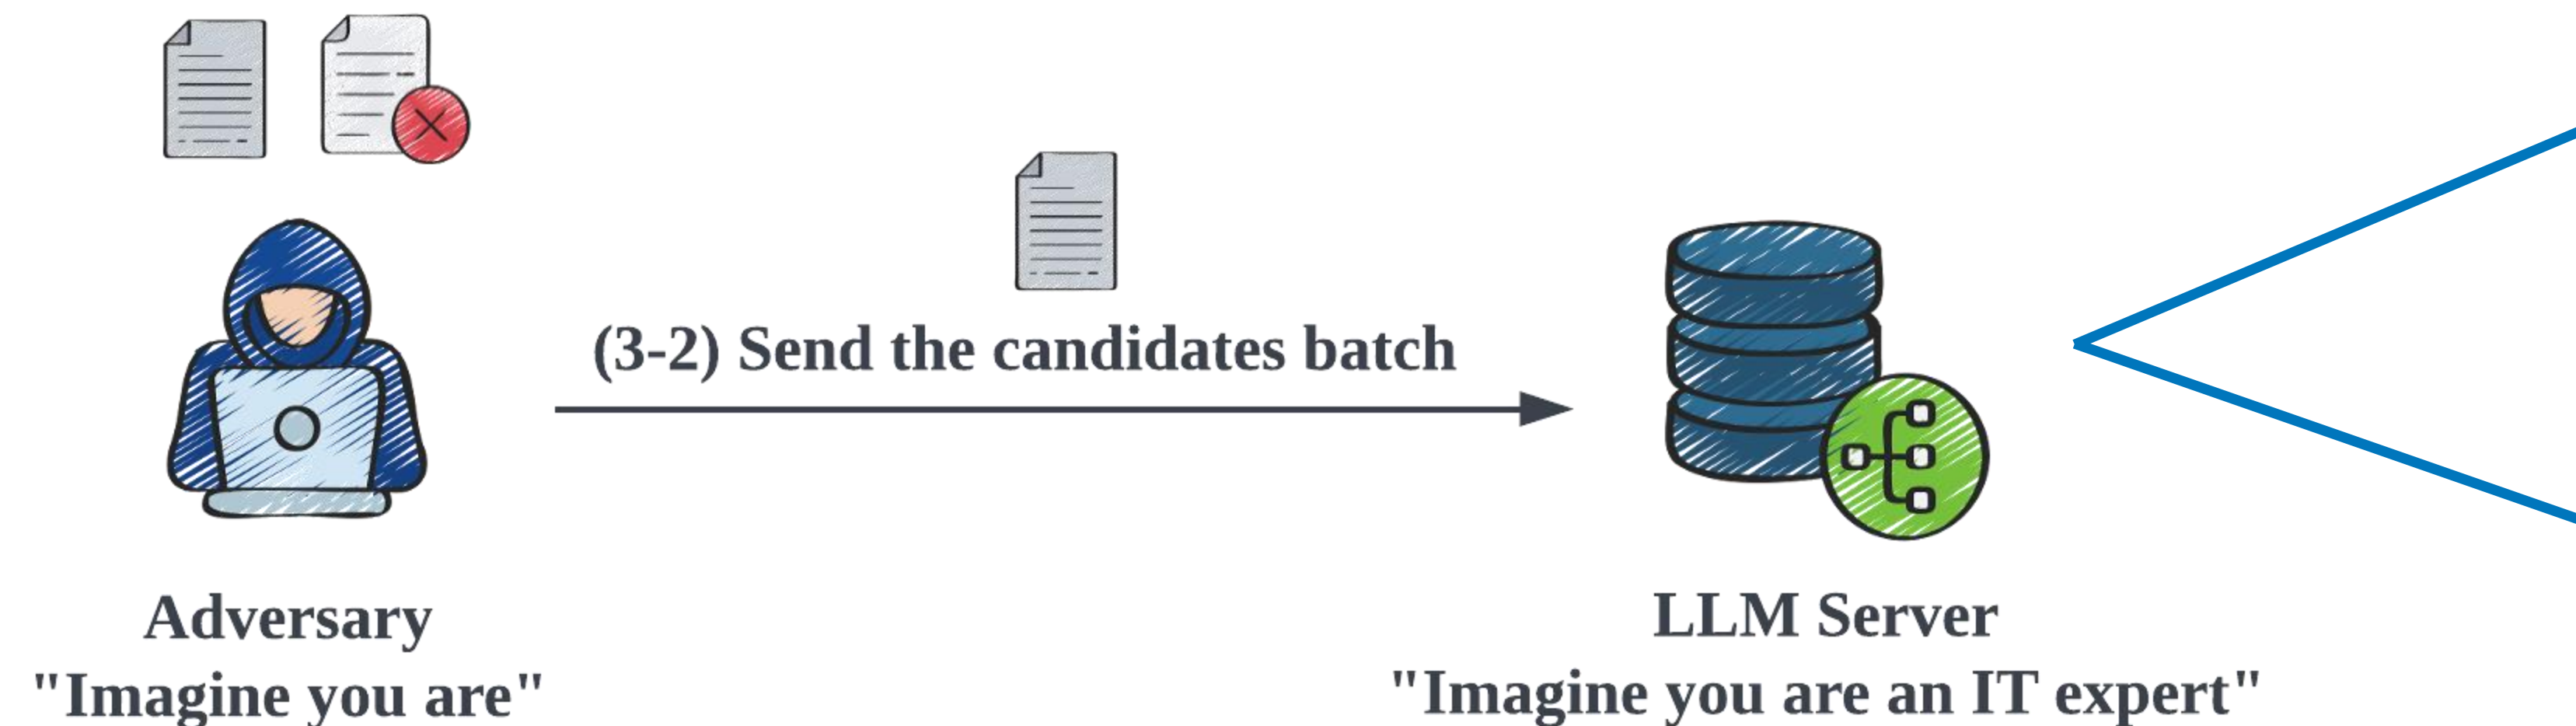 (3-2) Send the candidates batch
Adversary
"Imagine you are"
LLM Server
"Imagine you are an IT expert"